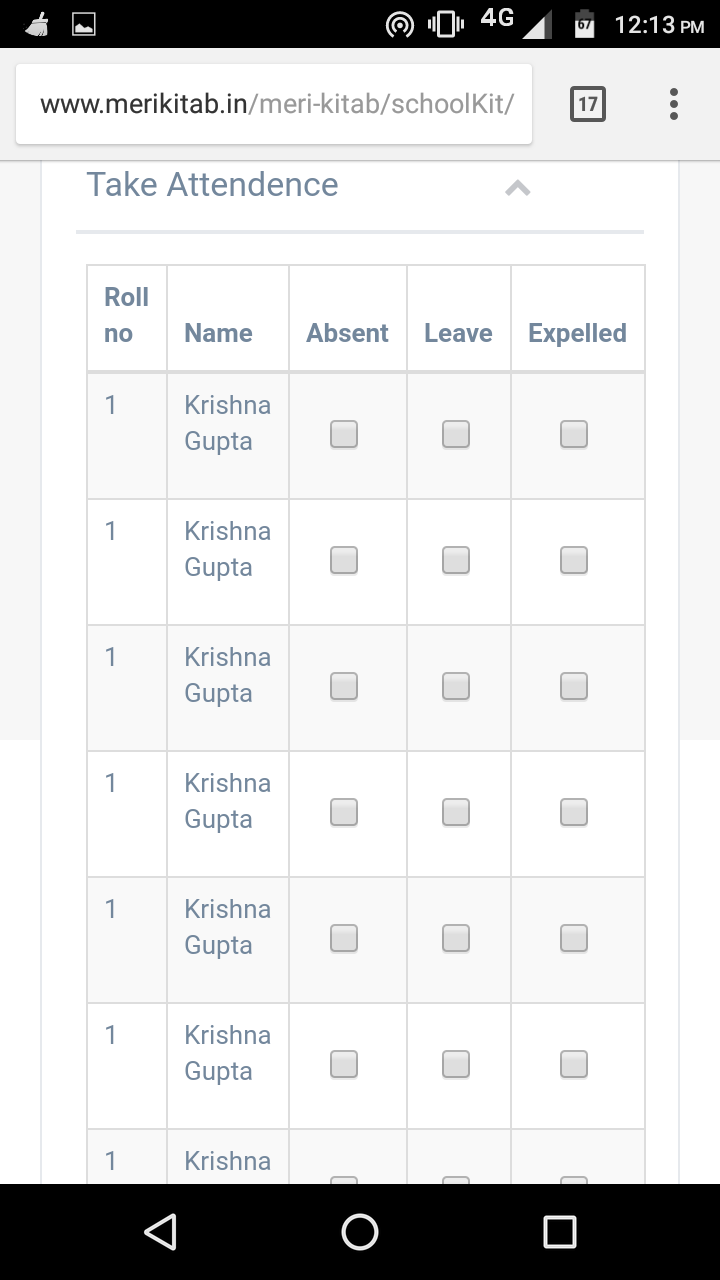 4G 67 12:13 PM
www.merikitab.in/meri-kitab/schoolKit/ 17
Take Attendence
Roll no Name Absent Leave Expelled
1 Krishna Gupta
1 Krishna Gupta
1 Krishna Gupta
1 Krishna Gupta
1 Krishna Gupta
1 Krishna Gupta
1 Krishna